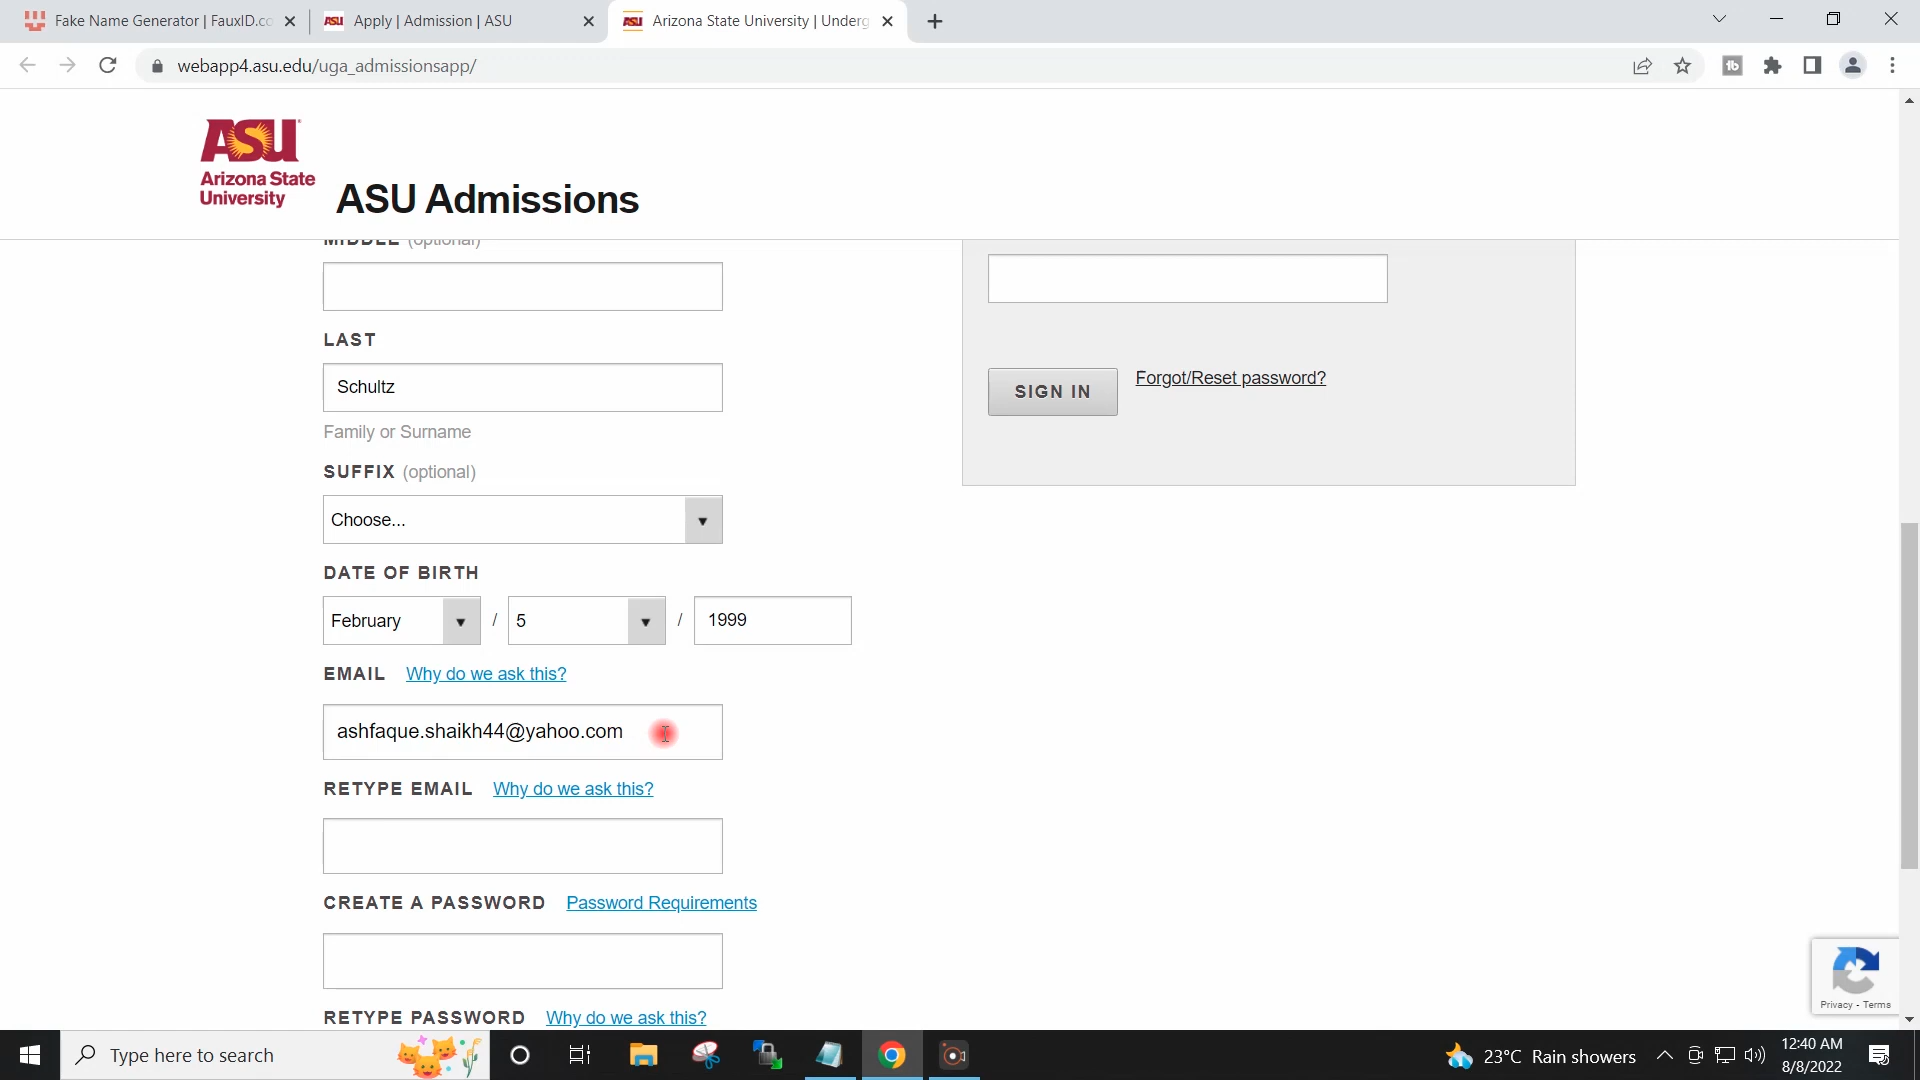 Fake Name Generator | FauxID.co
Apply | Admission | ASU
ASU Arizona State University | Underg
webapp4.asu.edu/uga_admissionsapp/
ASU
Arizona State
University
ASU Admissions
MIDDLE (optional)
LAST
Schultz
Family or Surname
SUFFIX (optional)
Choose...
DATE OF BIRTH
February / 5 / 1999
EMAIL Why do we ask this?
ashfaque.shaikh44@yahoo.com
RETYPE EMAIL Why do we ask this?
CREATE A PASSWORD Password Requirements
RETYPE PASSWORD Why do we ask this?
SIGN IN
Forgot/Reset password?
Privacy - Terms
Type here to search
23°C Rain showers
12:40 AM
8/8/2022